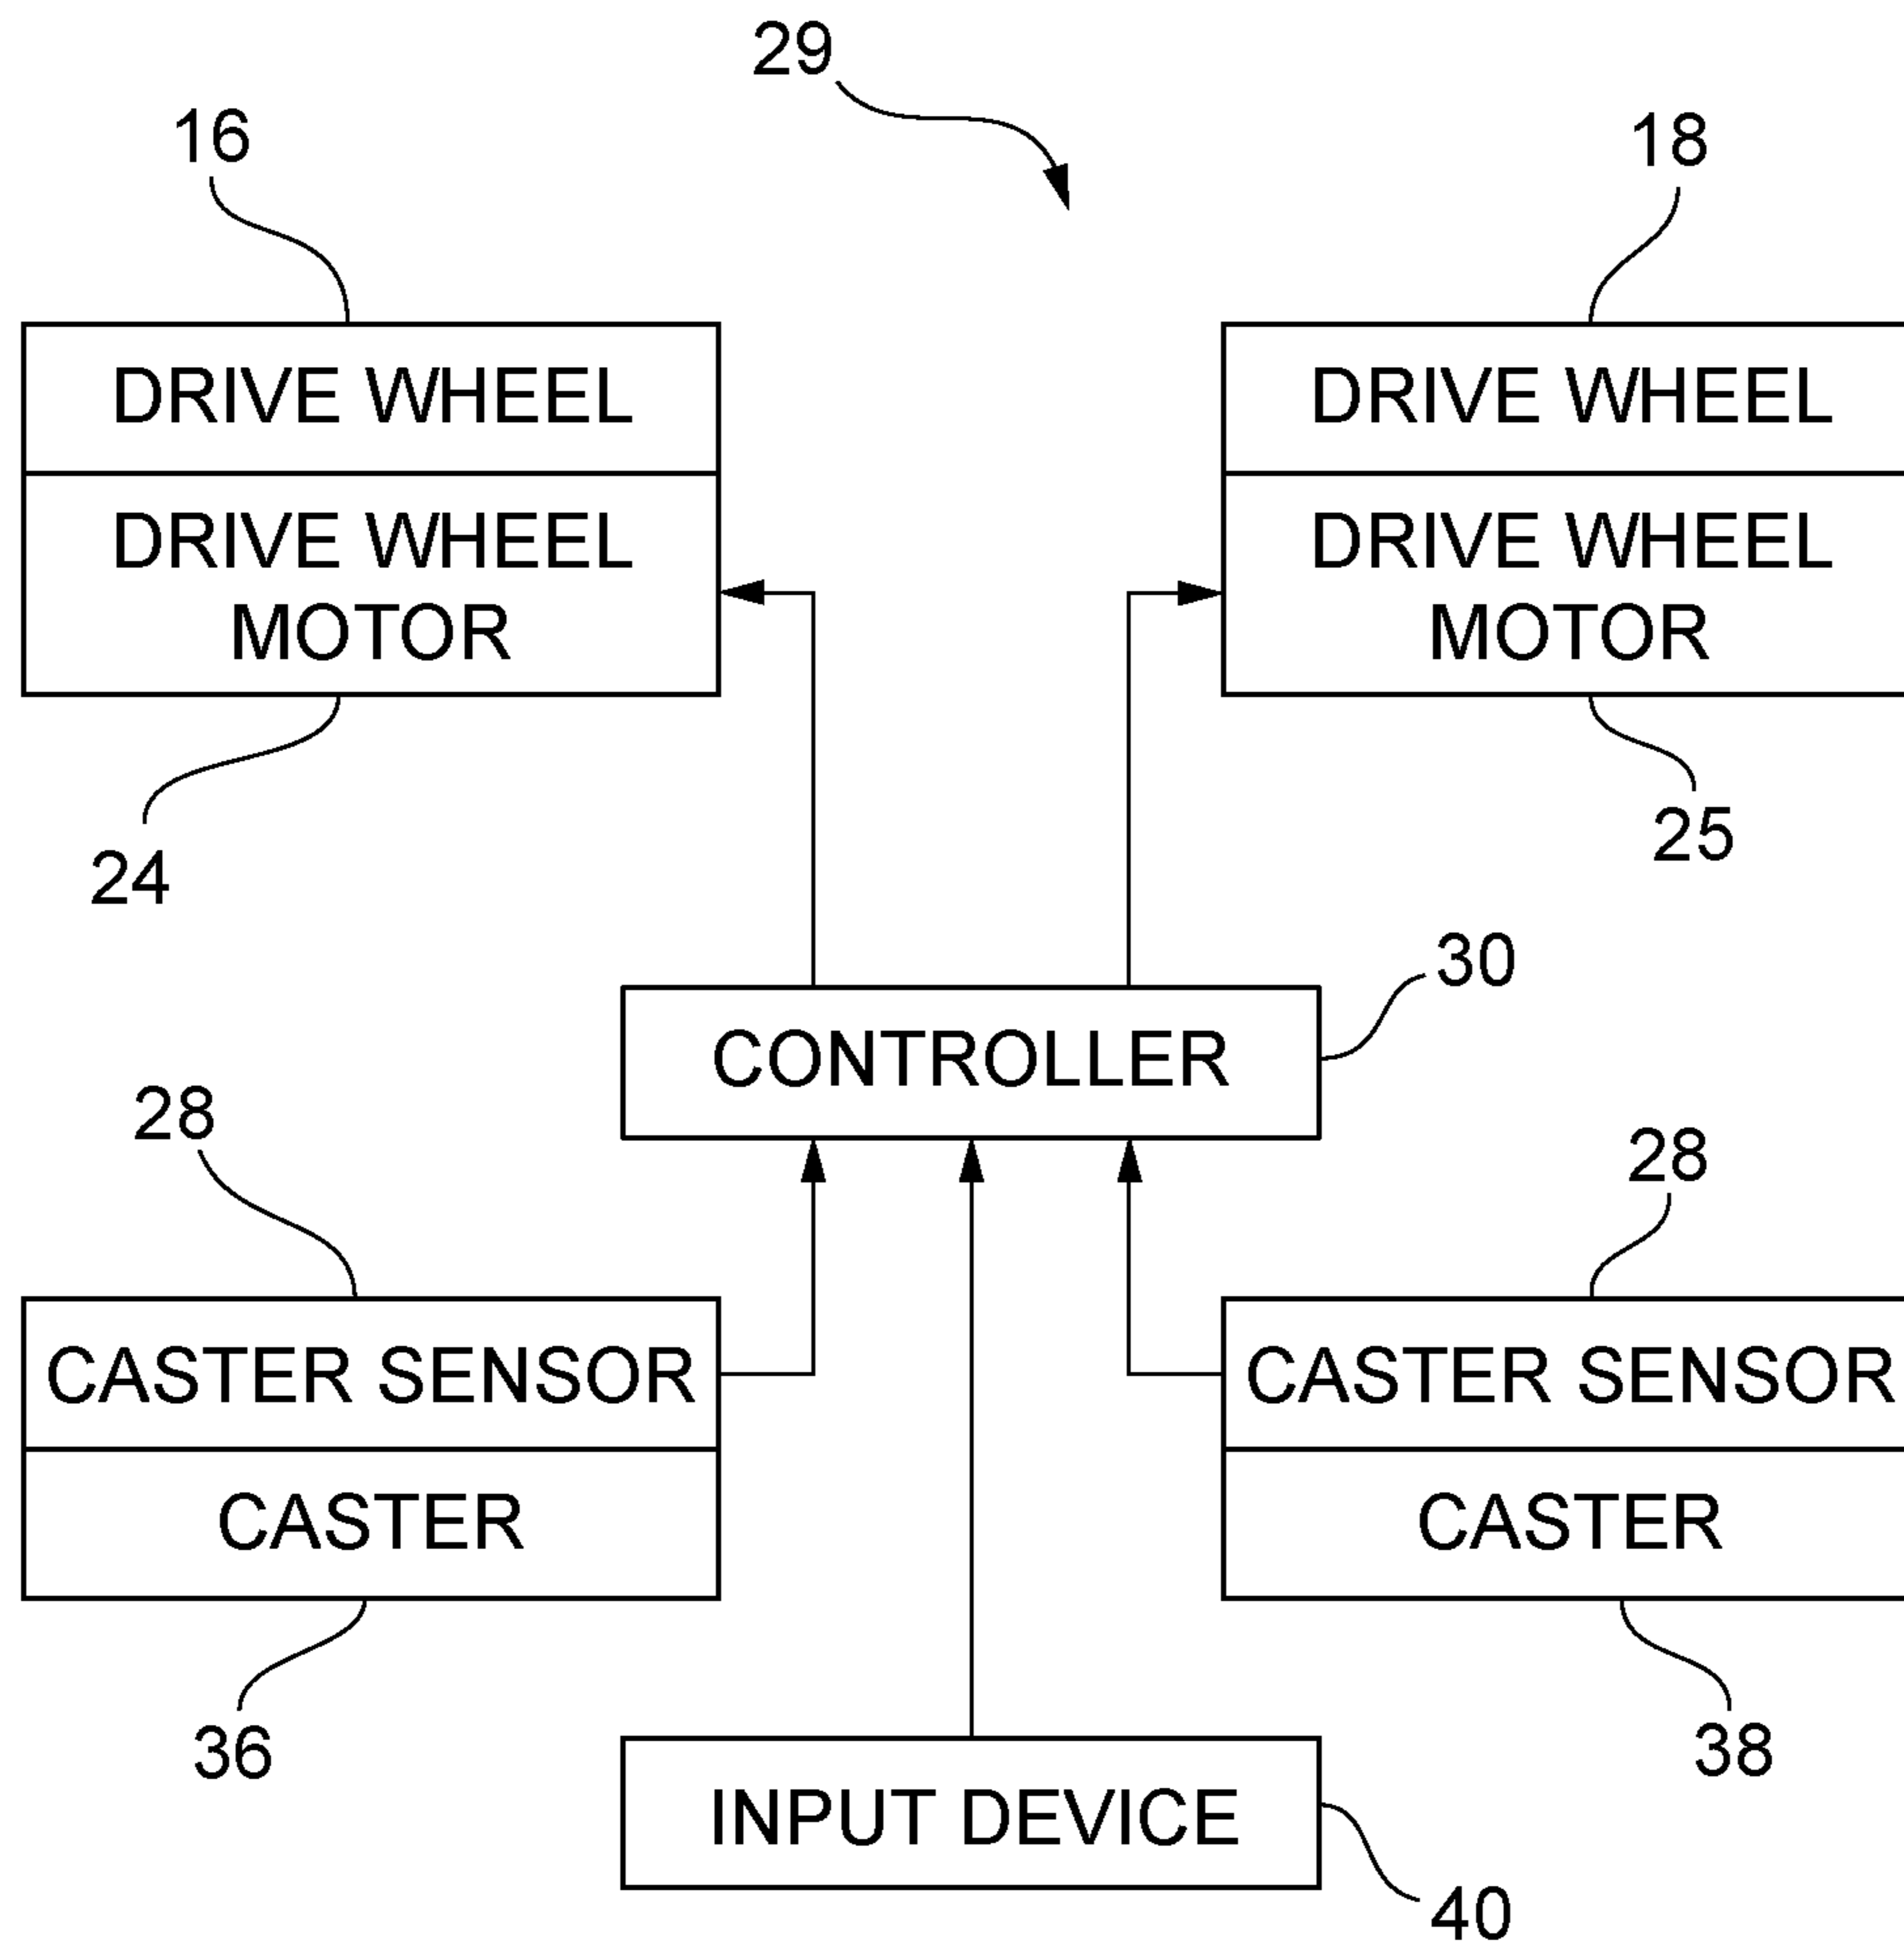 29
16
18
DRIVE WHEEL
DRIVE WHEEL
DRIVE WHEEL
MOTOR
DRIVE WHEEL
MOTOR
24
25
30
CONTROLLER
28
28
CASTER SENSOR
CASTER SENSOR
CASTER
CASTER
36
38
INPUT DEVICE
40